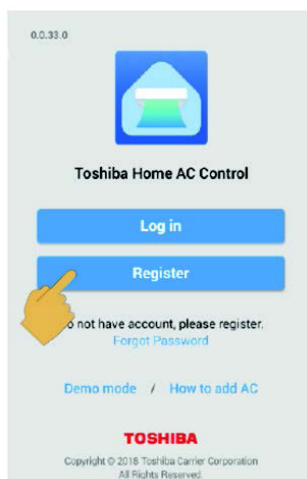 0.0.33.0
Toshiba Home AC Control
Log in
Register
o not have account, please register.
Forgot Password
Demo mode / How to add AC
TOSHIBA
Copyright © 2018 Toshiba Carrier Corporation
All Rights Reserved.